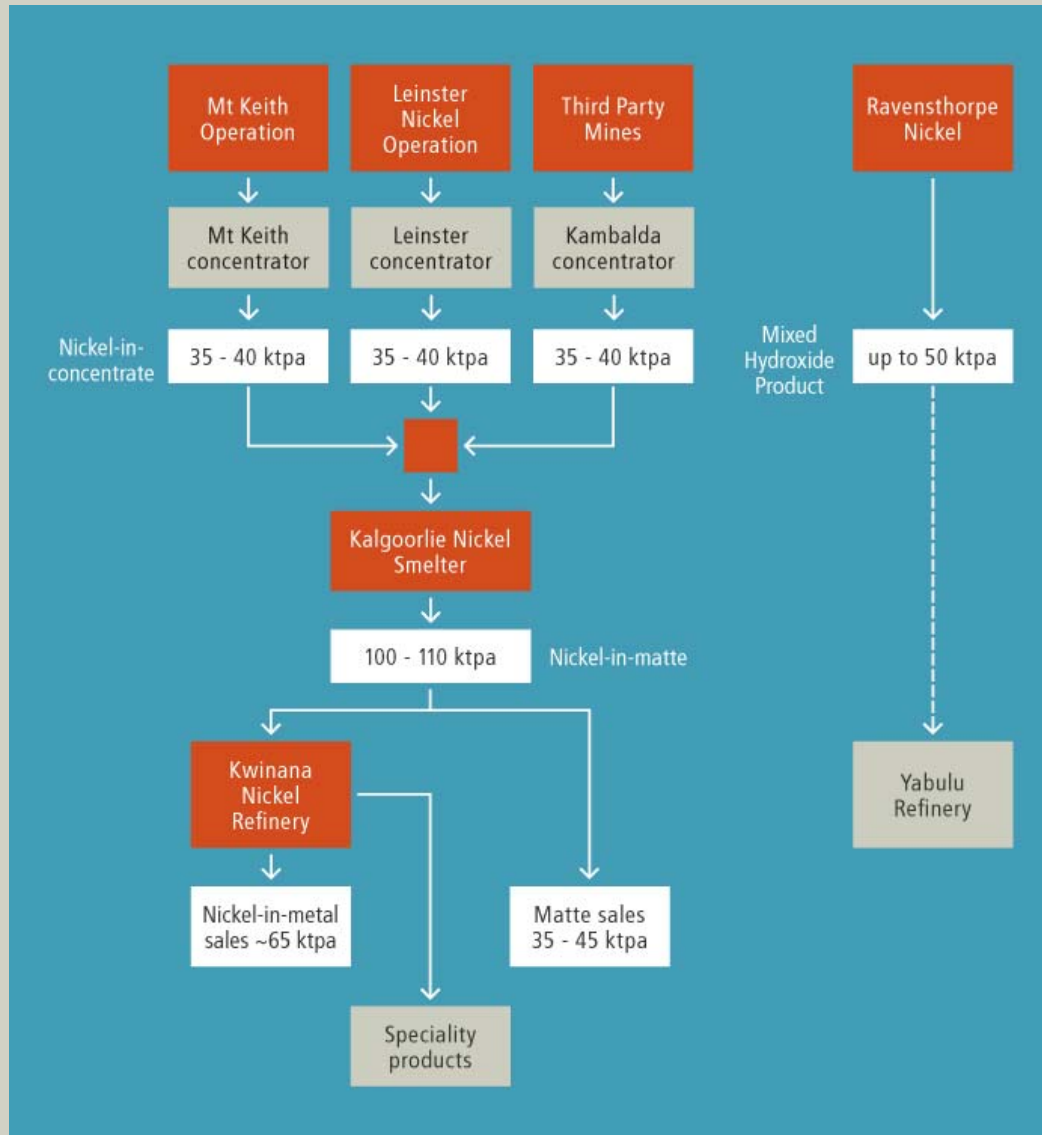 Mt Keith
Operation
Leinster
Nickel
Operation
Third Party
Mines
Ravensthorpe
Nickel
Mt Keith
concentrator
Leinster
concentrator
Kambalda
concentrator
Nickel-in-
concentrate
35 - 40 ktpa
35 - 40 ktpa
35 - 40 ktpa
Mixed
Hydroxide
Product
up to 50 ktpa
Kalgoorlie Nickel
Smelter
100 - 110 ktpa
Nickel-in-matte
Kwinana
Nickel
Refinery
Yabulu
Refinery
Nickel-in-metal
sales ~65 ktpa
Matte sales
35 - 45 ktpa
Speciality
products